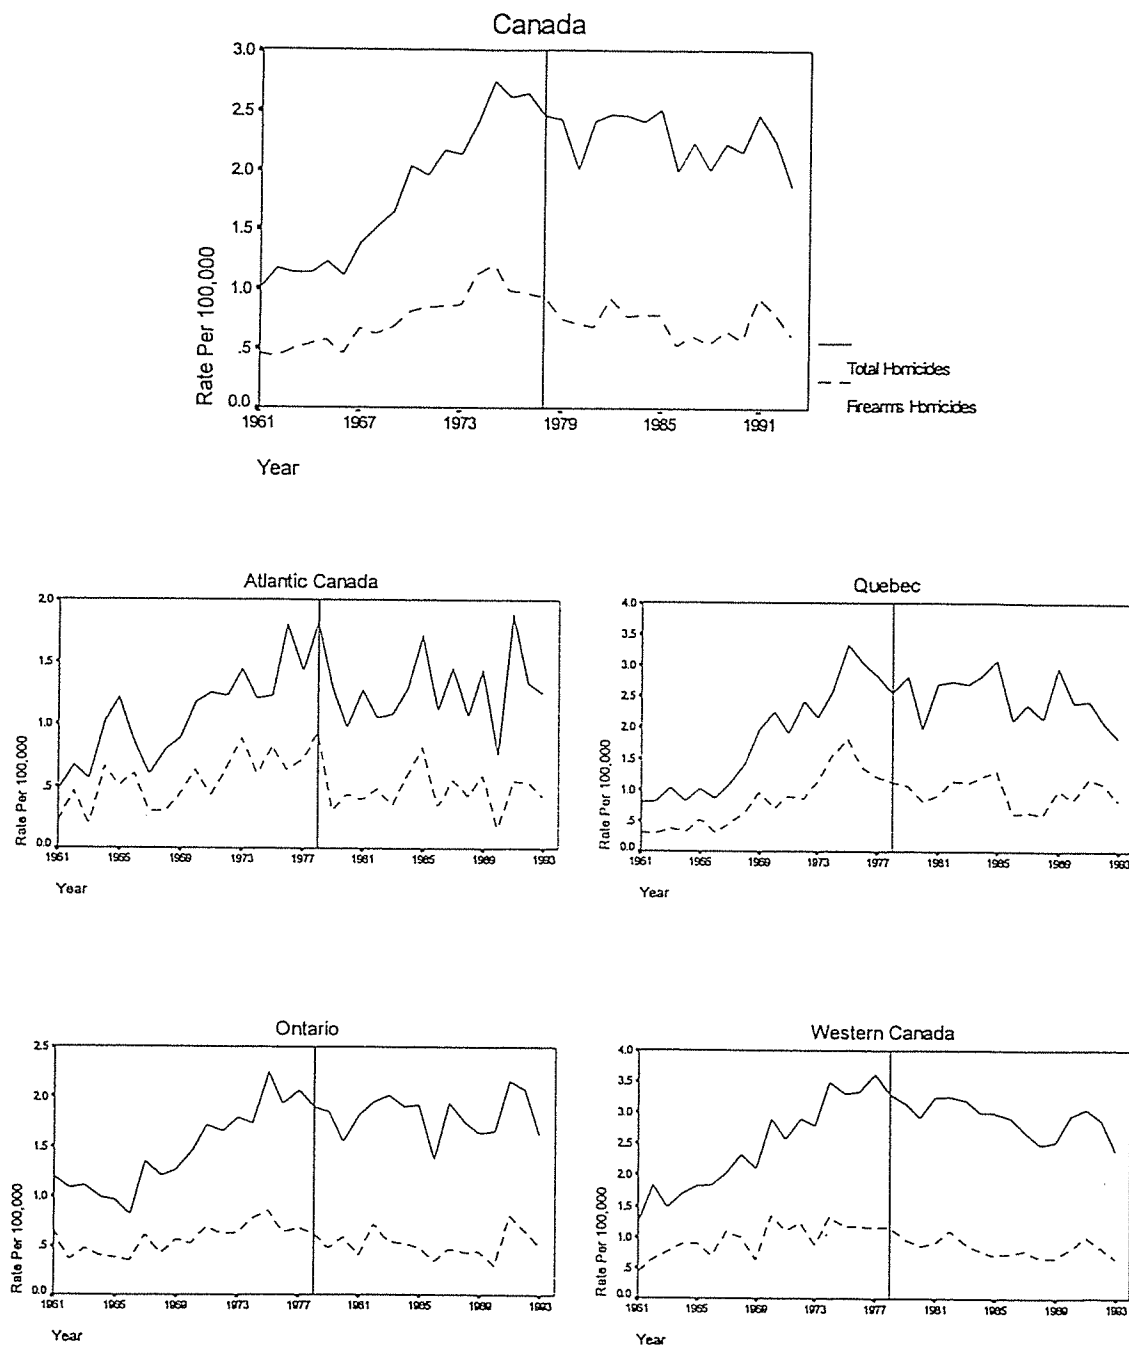 Canada
3.0
2.5
2.0
1.5
1.0
.5
0.0
Rate Per 100,000
1961 1967 1973 1979 1985 1991
Year
Total Homicides
Firearms Homicides
Atlantic Canada
2.0
1.5
1.0
.5
0.0
Rate Per 100,000
1961 1965 1969 1973 1977 1981 1985 1989 1993
Year
Quebec
4.0
3.5
3.0
2.5
2.0
1.5
1.0
.5
0.0
Rate Per 100,000
1961 1965 1969 1973 1977 1981 1985 1989 1993
Year
Ontario
2.5
2.0
1.5
1.0
.5
0.0
Rate Per 100,000
1961 1965 1969 1973 1977 1981 1985 1989 1993
Year
Western Canada
4.0
3.5
3.0
2.5
2.0
1.5
1.0
.5
0.0
Rate Per 100,000
1961 1965 1969 1973 1977 1981 1985 1989 1993
Year